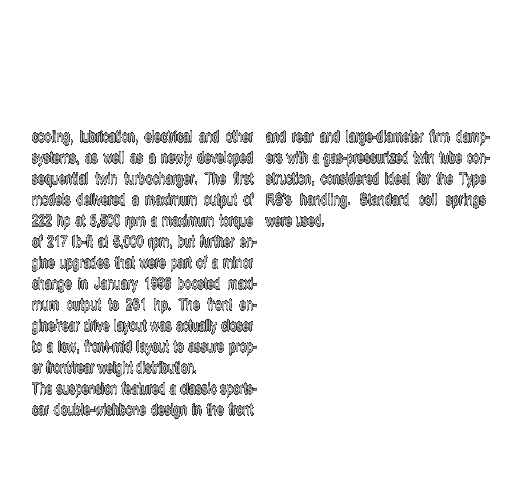 cooling, lubrication, electrical and other
systems, as well as a newly developed
sequential twin turbocharger. The first
models delivered a maximum output of
222 hp at 6,500 rpm a maximum torque
of 217 lb-ft at 5,000 rpm, but further en-
gine upgrades that were part of a minor
change in January 1996 boosted maxi-
mum output to 261 hp. The front en-
gine/rear drive layout was actually closer
to a low, front-mid layout to assure prop-
er front/rear weight distribution.
The suspension featured a classic sports-
car double-wishbone design in the front
and rear and large-diameter firm damp-
ers with a gas-pressurized twin tube con-
struction, considered ideal for the Type
RS's handling. Standard coil springs
were used.